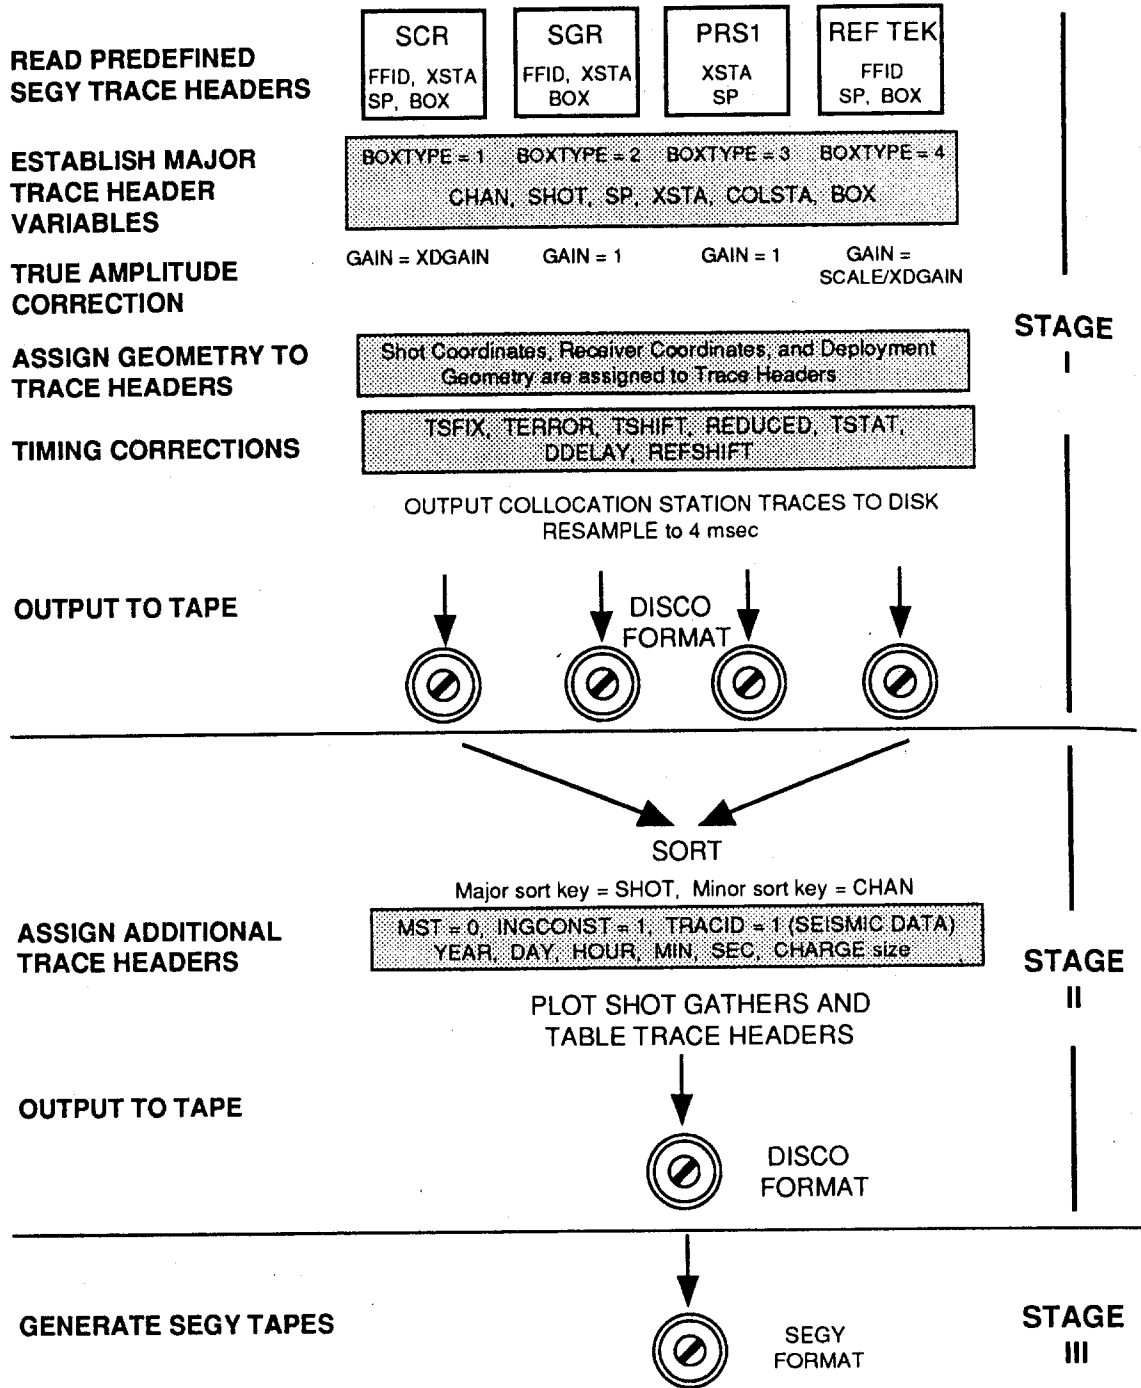 READ PREDEFINED
SEGY TRACE HEADERS
SCR
FFID, XSTA
SP, BOX
SGR
FFID, XSTA
BOX
PRS1
XSTA
SP
REF TEK
FFID
SP, BOX
ESTABLISH MAJOR
TRACE HEADER
VARIABLES
BOXTYPE = 1 BOXTYPE = 2 BOXTYPE = 3 BOXTYPE = 4
CHAN, SHOT, SP, XSTA, COLSTA, BOX
TRUE AMPLITUDE
CORRECTION
GAIN = XDGAIN
GAIN = 1
GAIN = 1
GAIN =
SCALE/XDGAIN
STAGE
I
ASSIGN GEOMETRY TO
TRACE HEADERS
Shot Coordinates, Receiver Coordinates, and Deployment
Geometry are assigned to Trace Headers
TIMING CORRECTIONS
TSFIX, TERROR, TSHIFT, REDUCED, TSTAT,
DDELAY, REFSHIFT
OUTPUT COLLOCATION STATION TRACES TO DISK
RESAMPLE to 4 msec
OUTPUT TO TAPE
DISCO
FORMAT
SORT
Major sort key = SHOT, Minor sort key = CHAN
ASSIGN ADDITIONAL
TRACE HEADERS
MST = 0, INGCONST = 1, TRACID = 1 (SEISMIC DATA)
YEAR, DAY, HOUR, MIN, SEC, CHARGE size
STAGE
II
PLOT SHOT GATHERS AND
TABLE TRACE HEADERS
OUTPUT TO TAPE
DISCO
FORMAT
GENERATE SEGY TAPES
SEGY
FORMAT
STAGE
III